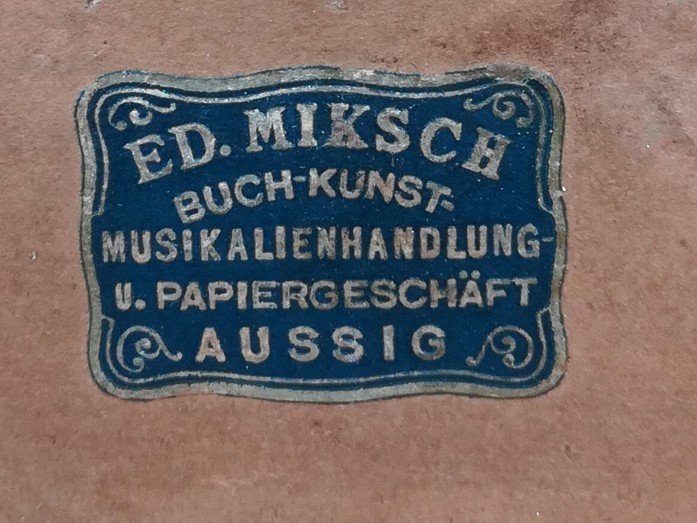 ED. MIKSCH
BUCH-KUNST-
MUSIKALIENHANDLUNG-
U. PAPIERGESCHÄFT
AUSSIG